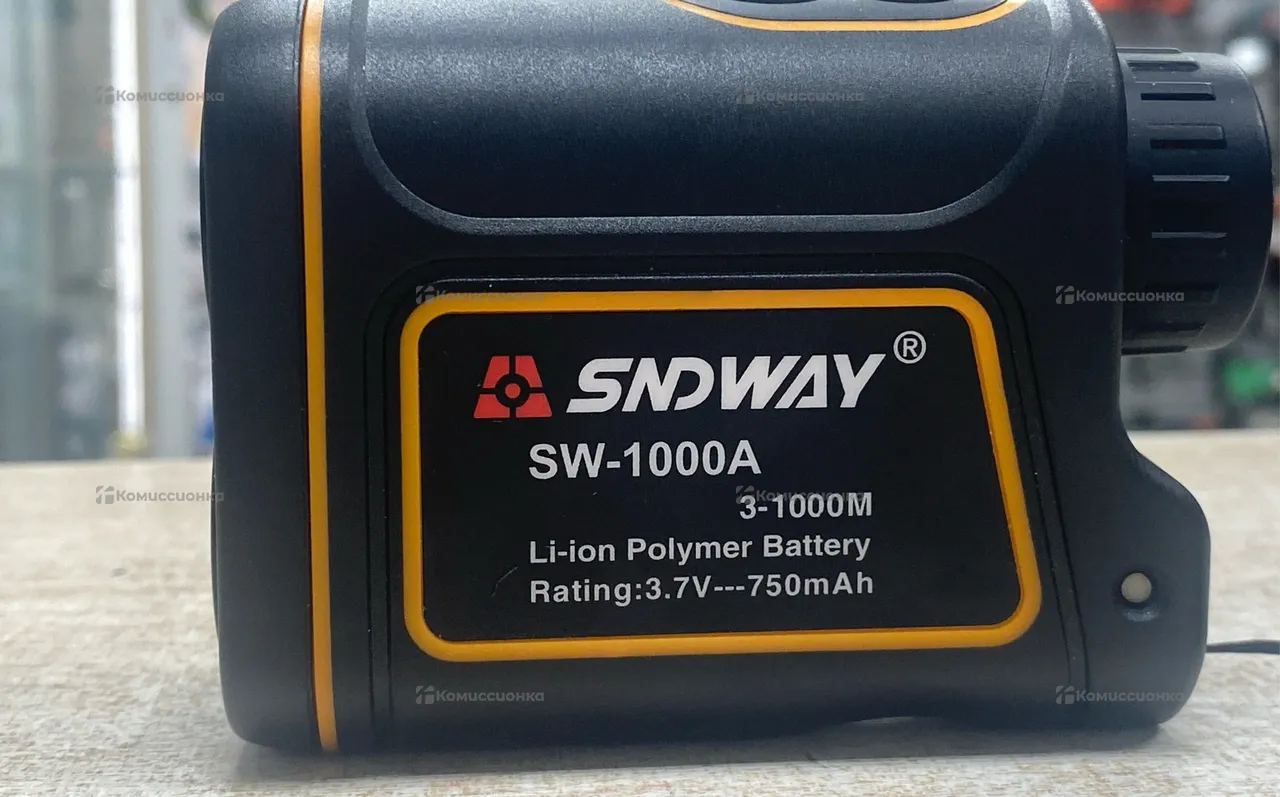 Комиссионка
Комиссионка
Комиссионка
Комиссионка
SNDWAY®
SW-1000A
Комиссионка
Комиссионка
3-1000M
Li-ion Polymer Battery
Rating:3.7V---750mAh
Комиссионка
Комиссионка